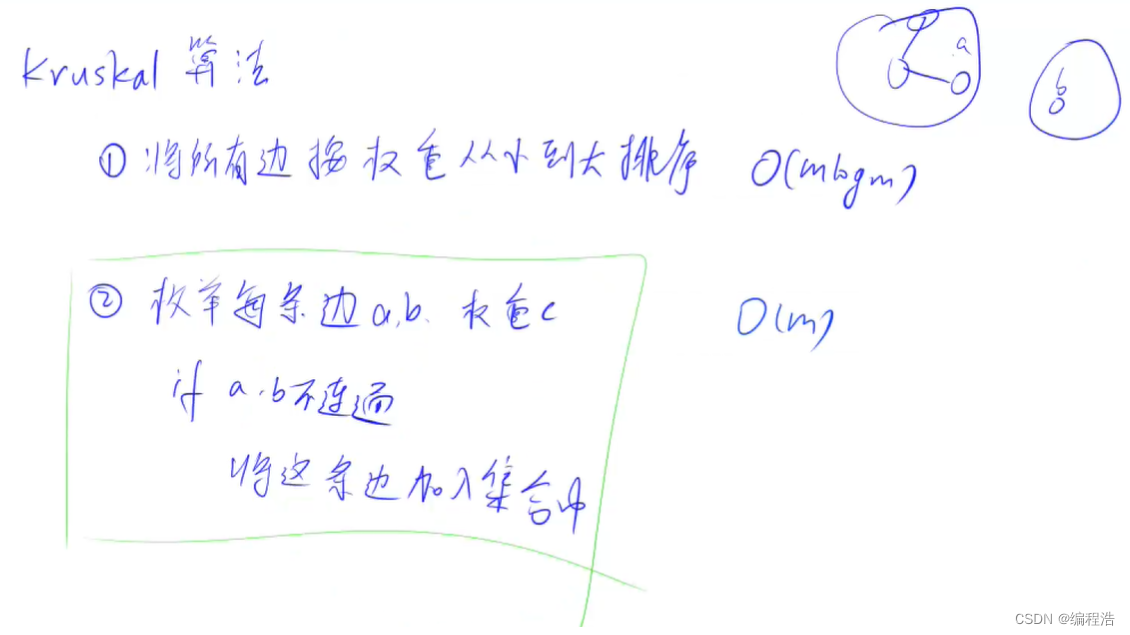 Kruskal 算法
a
b
① 将所有边按权重从小到大排序 O(mlogm)
② 枚举每条边a,b. 权重c O(m)
if a.b不连通
将这条边加入集合中
CSDN @编程浩